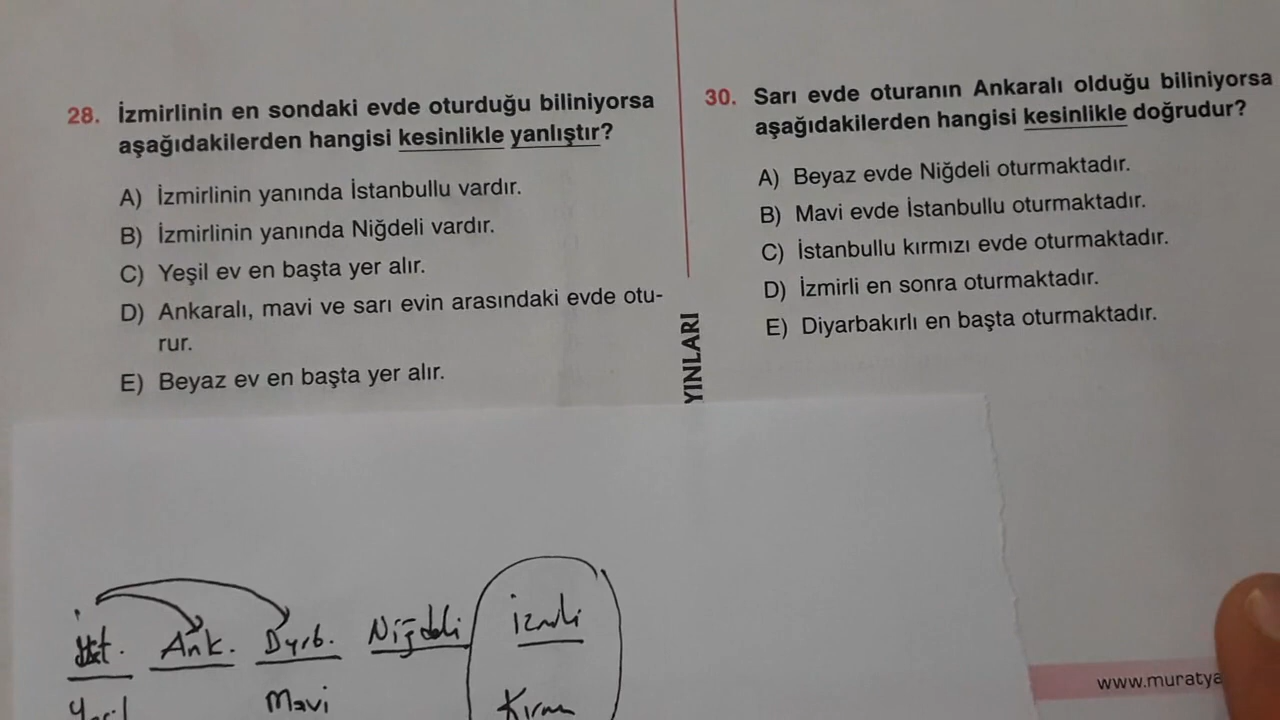 28. İzmirlinin en sondaki evde oturduğu biliniyorsa
aşağıdakilerden hangisi kesinlikle yanlıştır?
A) İzmirlinin yanında İstanbullu vardır.
B) İzmirlinin yanında Niğdeli vardır.
C) Yeşil ev en başta yer alır.
D) Ankaralı, mavi ve sarı evin arasındaki evde otu-
rur.
E) Beyaz ev en başta yer alır.
YINLARI
30. Sarı evde oturanın Ankaralı olduğu biliniyorsa
aşağıdakilerden hangisi kesinlikle doğrudur?
A) Beyaz evde Niğdeli oturmaktadır.
B) Mavi evde İstanbullu oturmaktadır.
C) İstanbullu kırmızı evde oturmaktadır.
D) İzmirli en sonra oturmaktadır.
E) Diyarbakırlı en başta oturmaktadır.
Ank. Dyrb. Niğdeli
Mavi
www.muratya